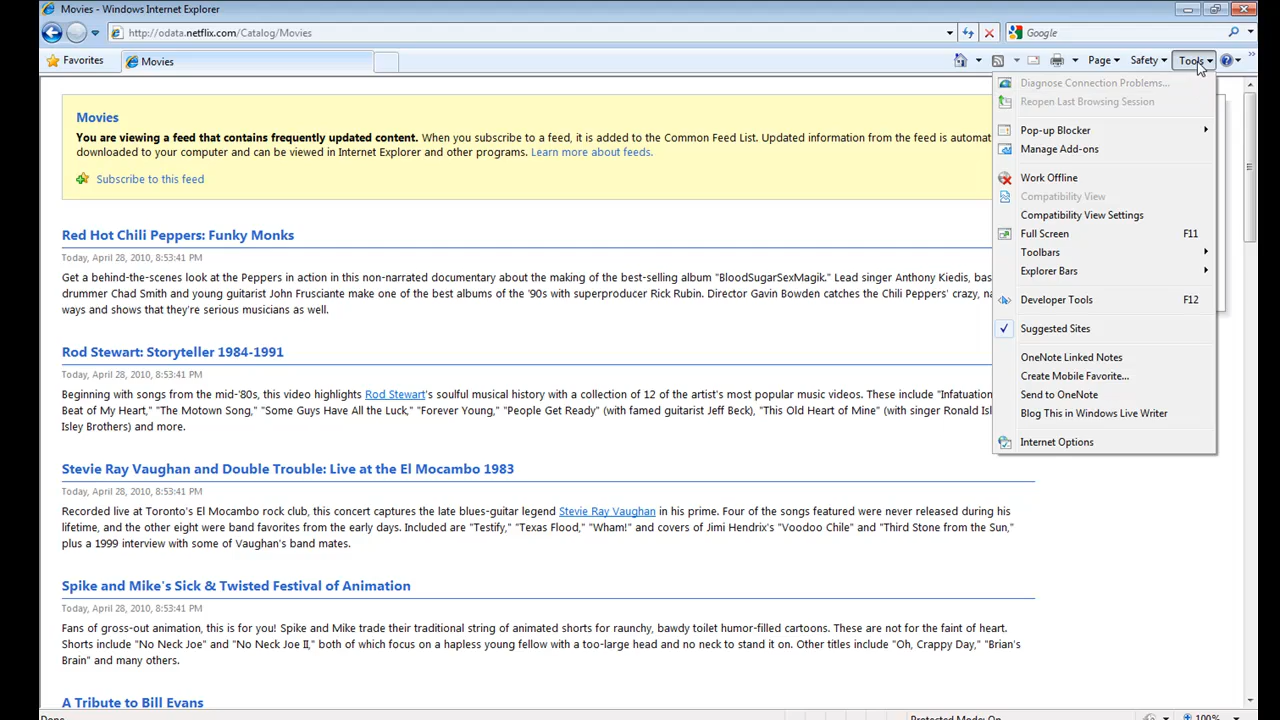 Movies - Windows Internet Explorer
http://odata.netflix.com/Catalog/Movies
Google
Favorites
Movies
Page
Safety
Tools
Movies
You are viewing a feed that contains frequently updated content. When you subscribe to a feed, it is added to the Common Feed List. Updated information from the feed is automat
downloaded to your computer and can be viewed in Internet Explorer and other programs. Learn more about feeds.
Subscribe to this feed
Red Hot Chili Peppers: Funky Monks
Today, April 28, 2010, 8:53:41 PM
Get a behind-the-scenes look at the Peppers in action in this non-narrated documentary about the making of the best-selling album "BloodSugarSexMagik." Lead singer Anthony Kiedis, bas
drummer Chad Smith and young guitarist John Frusciante make one of the best albums of the '90s with superproducer Rick Rubin. Director Gavin Bowden catches the Chili Peppers' crazy, na
ways and shows that they're serious musicians as well.
Rod Stewart: Storyteller 1984-1991
Today, April 28, 2010, 8:53:41 PM
Beginning with songs from the mid-'80s, this video highlights Rod Stewart's soulful musical history with a collection of 12 of the artist's most popular music videos. These include "Infatuation
Beat of My Heart," "The Motown Song," "Some Guys Have All the Luck," "Forever Young," "People Get Ready" (with famed guitarist Jeff Beck), "This Old Heart of Mine" (with singer Ronald Isl
Isley Brothers) and more.
Stevie Ray Vaughan and Double Trouble: Live at the El Mocambo 1983
Today, April 28, 2010, 8:53:41 PM
Recorded live at Toronto's El Mocambo rock club, this concert captures the late blues-guitar legend Stevie Ray Vaughan in his prime. Four of the songs featured were never released during his
lifetime, and the other eight were band favorites from the early days. Included are "Testify," "Texas Flood," "Wham!" and covers of Jimi Hendrix's "Voodoo Chile" and "Third Stone from the Sun,"
plus a 1999 interview with some of Vaughan's band mates.
Spike and Mike's Sick & Twisted Festival of Animation
Today, April 28, 2010, 8:53:41 PM
Fans of gross-out animation, this is for you! Spike and Mike trade their traditional string of animated shorts for raunchy, bawdy toilet humor-filled cartoons. These are not for the faint of heart.
Shorts include "No Neck Joe" and "No Neck Joe II," both of which focus on a hapless young fellow with a too-large head and no neck to stand it on. Other titles include "Oh, Crappy Day," "Brian's
Brain" and many others.
A Tribute to Bill Evans
Diagnose Connection Problems...
Reopen Last Browsing Session
Pop-up Blocker
Manage Add-ons
Work Offline
Compatibility View
Compatibility View Settings
Full Screen F11
Toolbars
Explorer Bars
Developer Tools F12
Suggested Sites
OneNote Linked Notes
Create Mobile Favorite...
Send to OneNote
Blog This in Windows Live Writer
Internet Options
Done
Protected Mode: On
100%